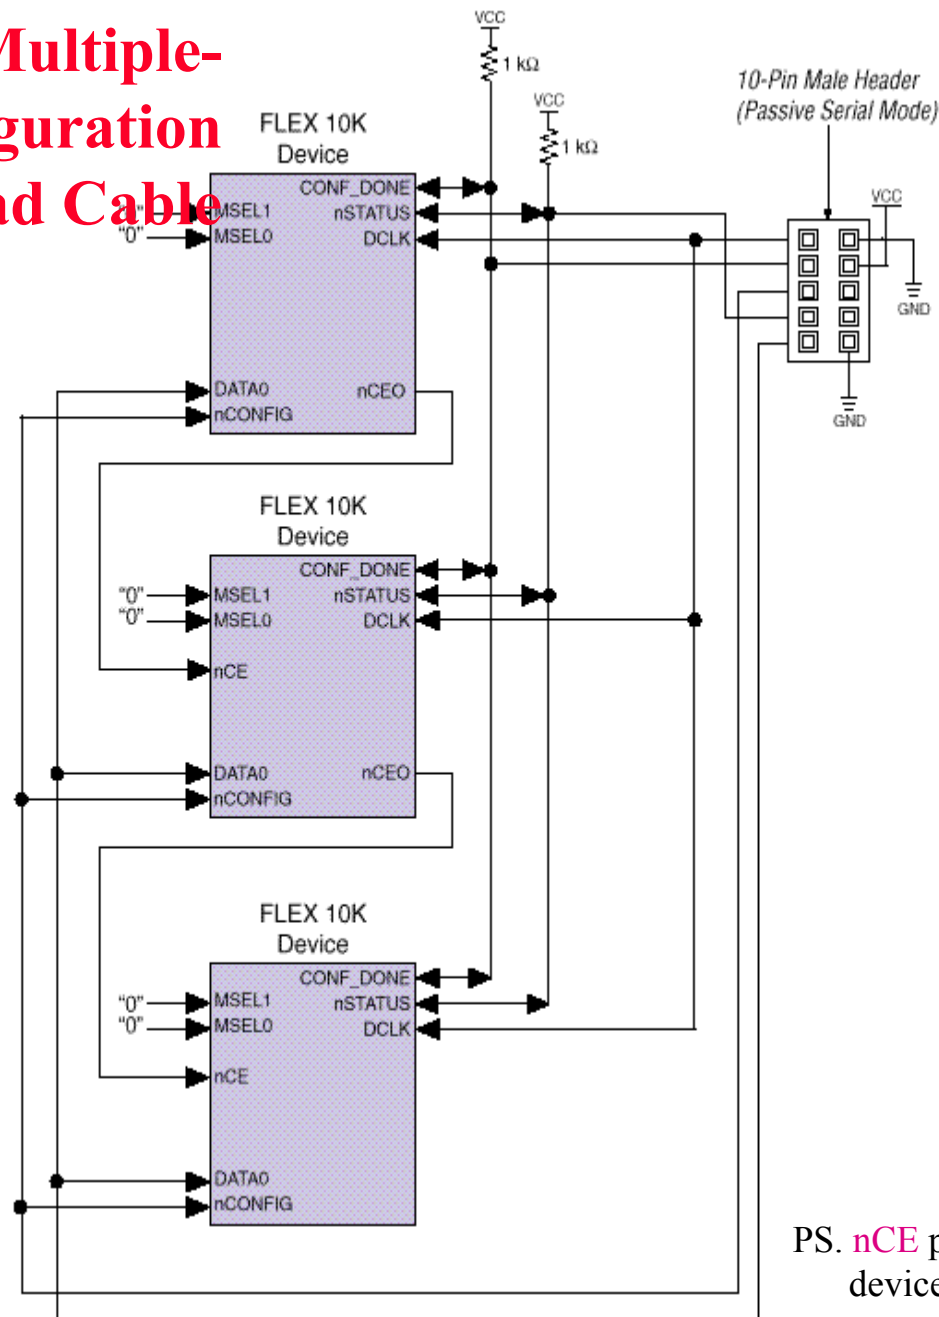 Multiple-
guration
ad Cable
VCC
1 kΩ
VCC
1 kΩ
10-Pin Male Header
(Passive Serial Mode)
VCC
GND
GND
FLEX 10K
Device
CONF_DONE
MSEL1
nSTATUS
"0"
MSEL0
DCLK
DATA0
nCEO
nCONFIG
FLEX 10K
Device
CONF_DONE
"0"
MSEL1
nSTATUS
"0"
MSEL0
DCLK
nCE
DATA0
nCEO
nCONFIG
FLEX 10K
Device
CONF_DONE
"0"
MSEL1
nSTATUS
"0"
MSEL0
DCLK
nCE
DATA0
nCONFIG
PS. nCE p
device